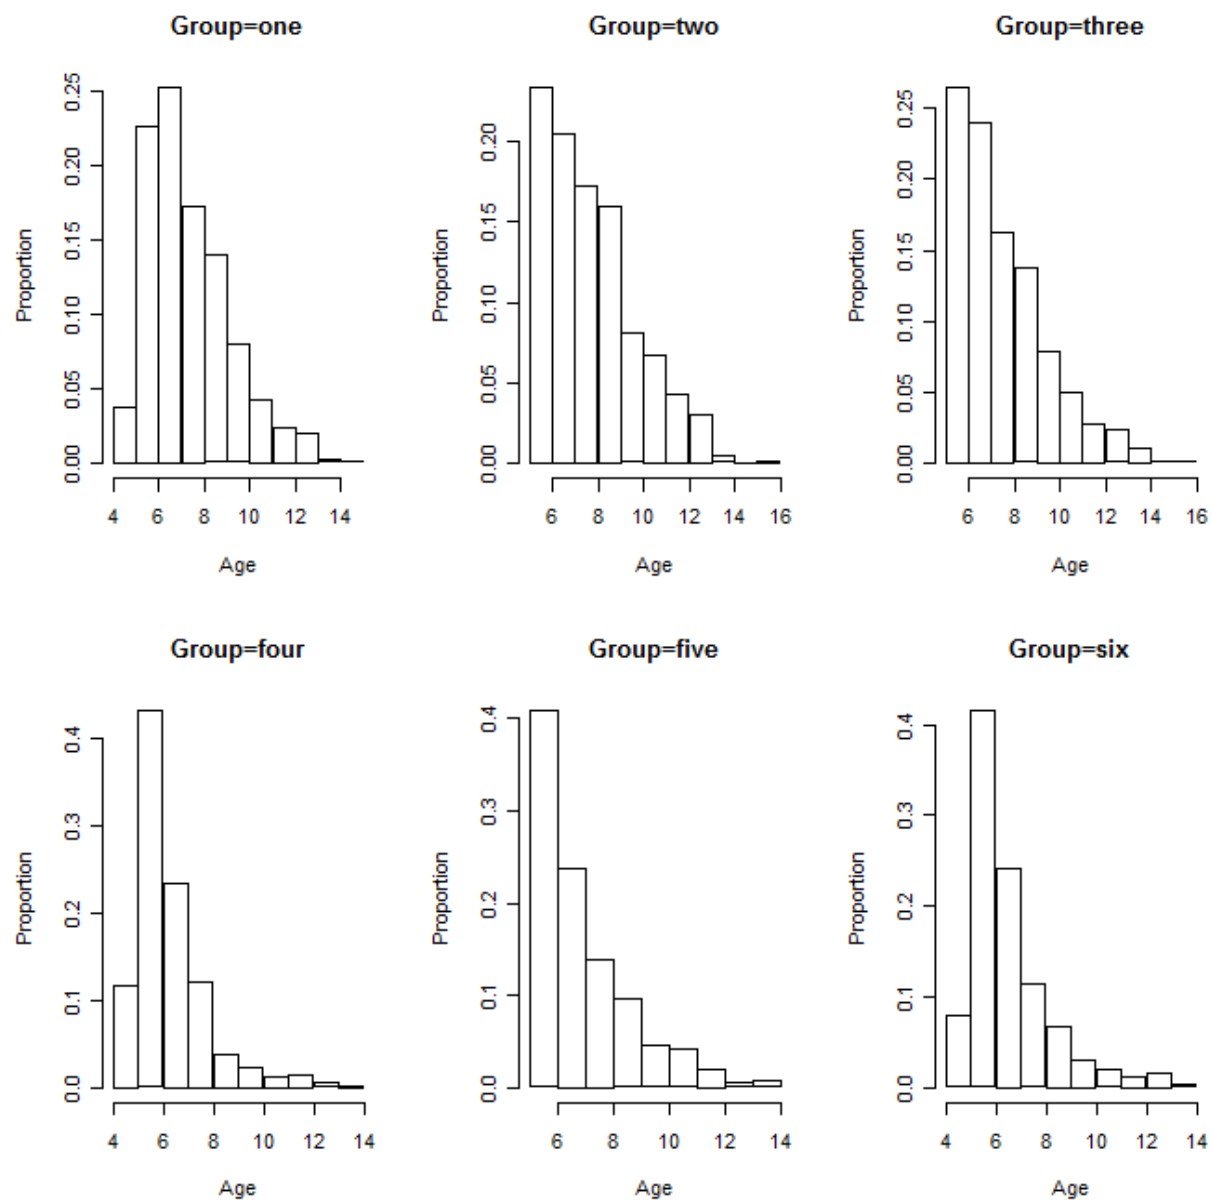 Group=one
0.00 0.05 0.10 0.15 0.20 0.25
Proportion
4 6 8 10 12 14
Age
Group=two
0.00 0.05 0.10 0.15 0.20
Proportion
6 8 10 12 14 16
Age
Group=three
0.00 0.05 0.10 0.15 0.20 0.25
Proportion
6 8 10 12 14 16
Age
Group=four
0.0 0.1 0.2 0.3 0.4
Proportion
4 6 8 10 12 14
Age
Group=five
0.0 0.1 0.2 0.3 0.4
Proportion
6 8 10 12 14
Age
Group=six
0.0 0.1 0.2 0.3 0.4
Proportion
4 6 8 10 12 14
Age